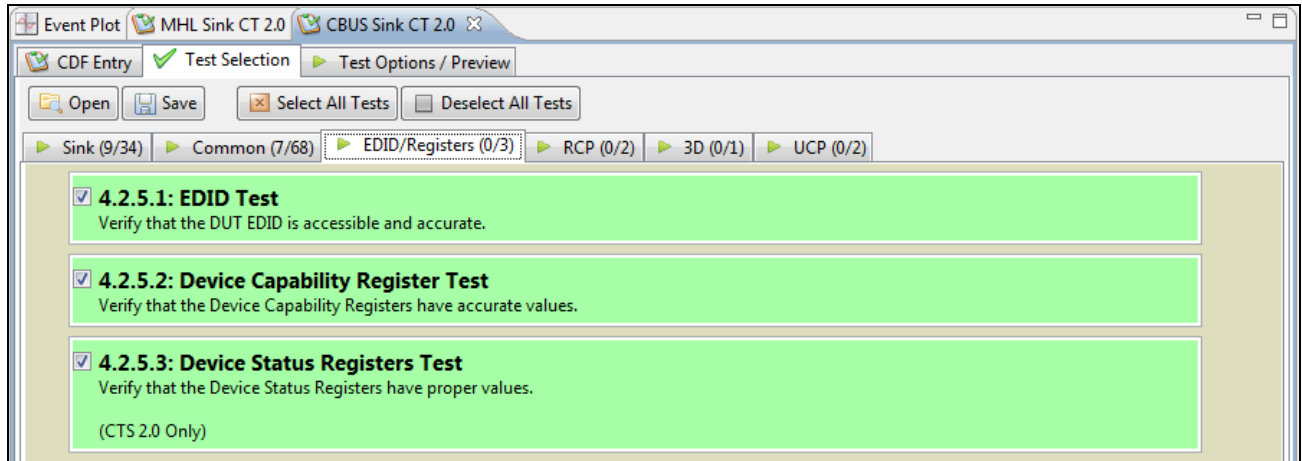 Event Plot MHL Sink CT 2.0 CBUS Sink CT 2.0
CDF Entry Test Selection Test Options / Preview
Open Save Select All Tests Deselect All Tests
Sink (9/34) Common (7/68) EDID/Registers (0/3) RCP (0/2) 3D (0/1) UCP (0/2)
4.2.5.1: EDID Test
Verify that the DUT EDID is accessible and accurate.
4.2.5.2: Device Capability Register Test
Verify that the Device Capability Registers have accurate values.
4.2.5.3: Device Status Registers Test
Verify that the Device Status Registers have proper values.
(CTS 2.0 Only)